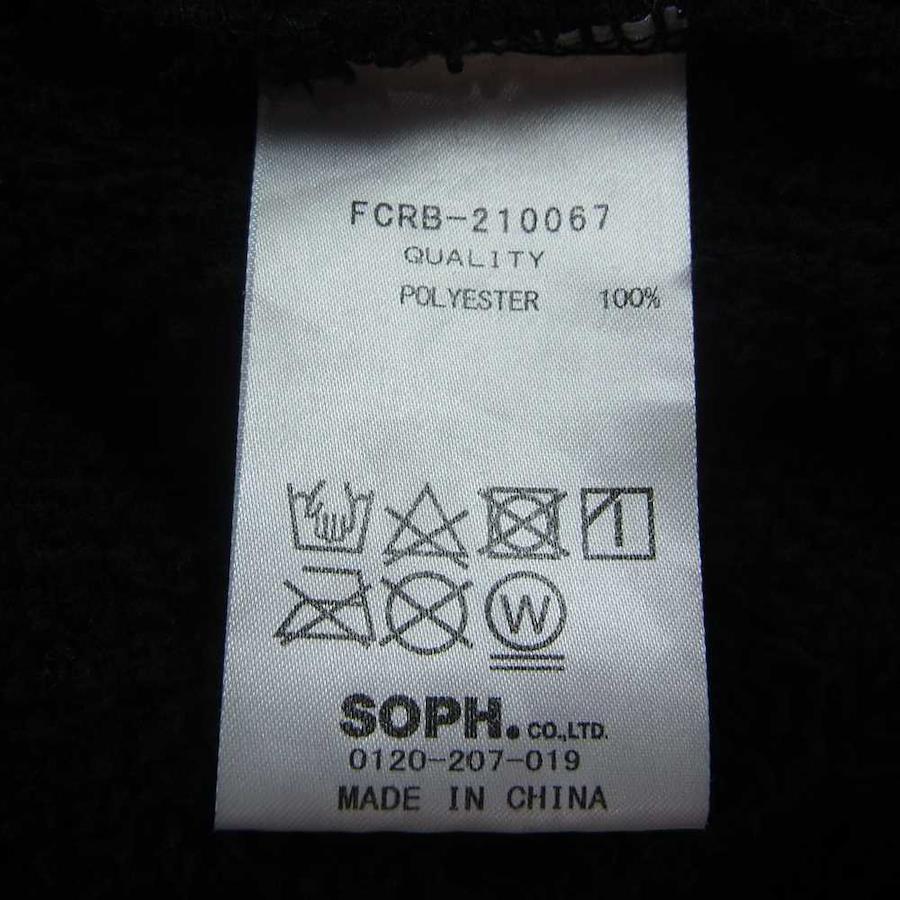 FCRB-210067
QUALITY
POLYESTER 100%
W
SOPH. CO.,LTD.
0120-207-019
MADE IN CHINA